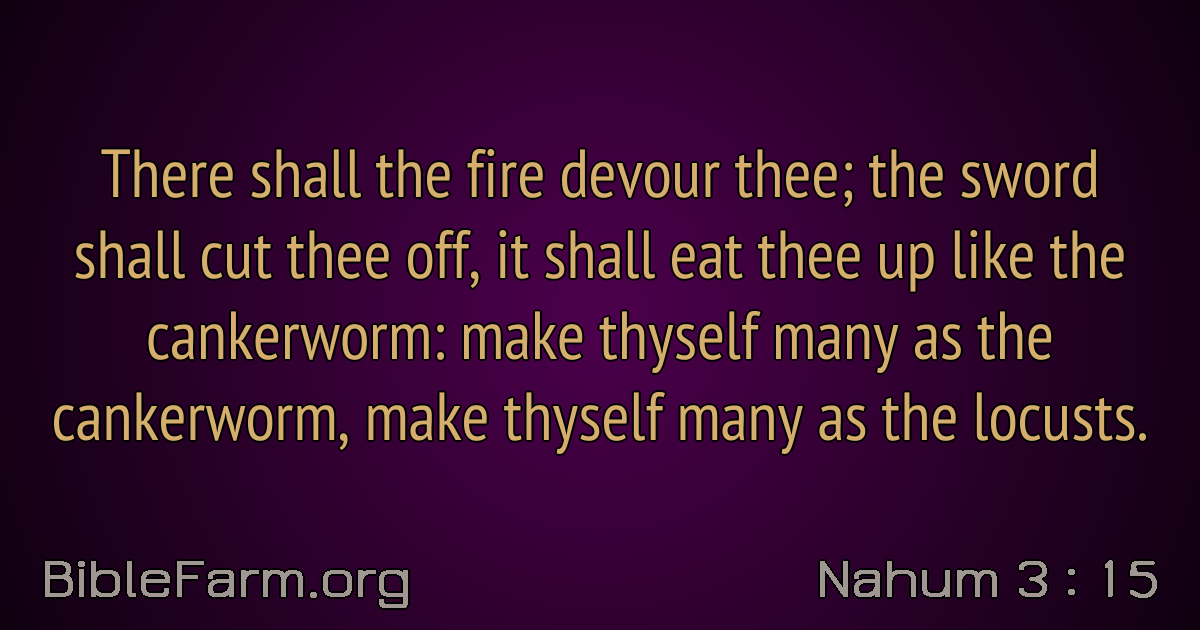 There shall the fire devour thee; the sword
shall cut thee off, it shall eat thee up like the
cankerworm: make thyself many as the
cankerworm, make thyself many as the locusts.
BibleFarm.org
Nahum 3 : 15